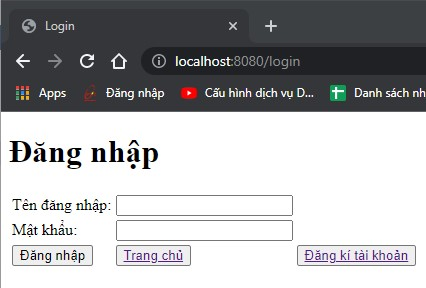 Login
localhost:8080/login
Apps Đăng nhập Cấu hình dịch vụ D... Danh sách nh
Đăng nhập
Tên đăng nhập:
Mật khẩu:
Đăng nhập Trang chủ Đăng kí tài khoản